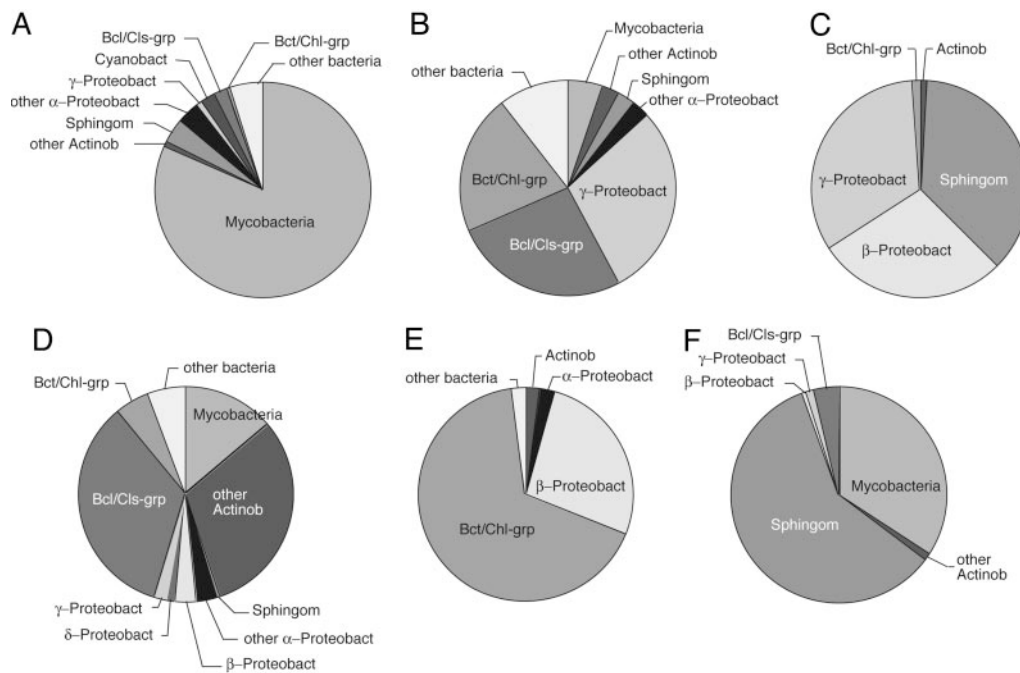 A
Bcl/Cls-grp
Cyanobact
γ–Proteobact
other α–Proteobact
Sphingom
other Actinob
Bct/Chl-grp
other bacteria
Mycobacteria
B
Mycobacteria
other Actinob
Sphingom
other α–Proteobact
other bacteria
Bct/Chl-grp
γ–Proteobact
Bcl/Cls-grp
C
Bct/Chl-grp
Actinob
γ–Proteobact
Sphingom
β–Proteobact
D
Bct/Chl-grp
other bacteria
Mycobacteria
Bcl/Cls-grp
other
Actinob
γ–Proteobact
δ–Proteobact
Sphingom
other α–Proteobact
β–Proteobact
E
Actinob
other bacteria
α–Proteobact
β–Proteobact
Bct/Chl-grp
F
Bcl/Cls-grp
γ–Proteobact
β–Proteobact
Mycobacteria
Sphingom
other
Actinob